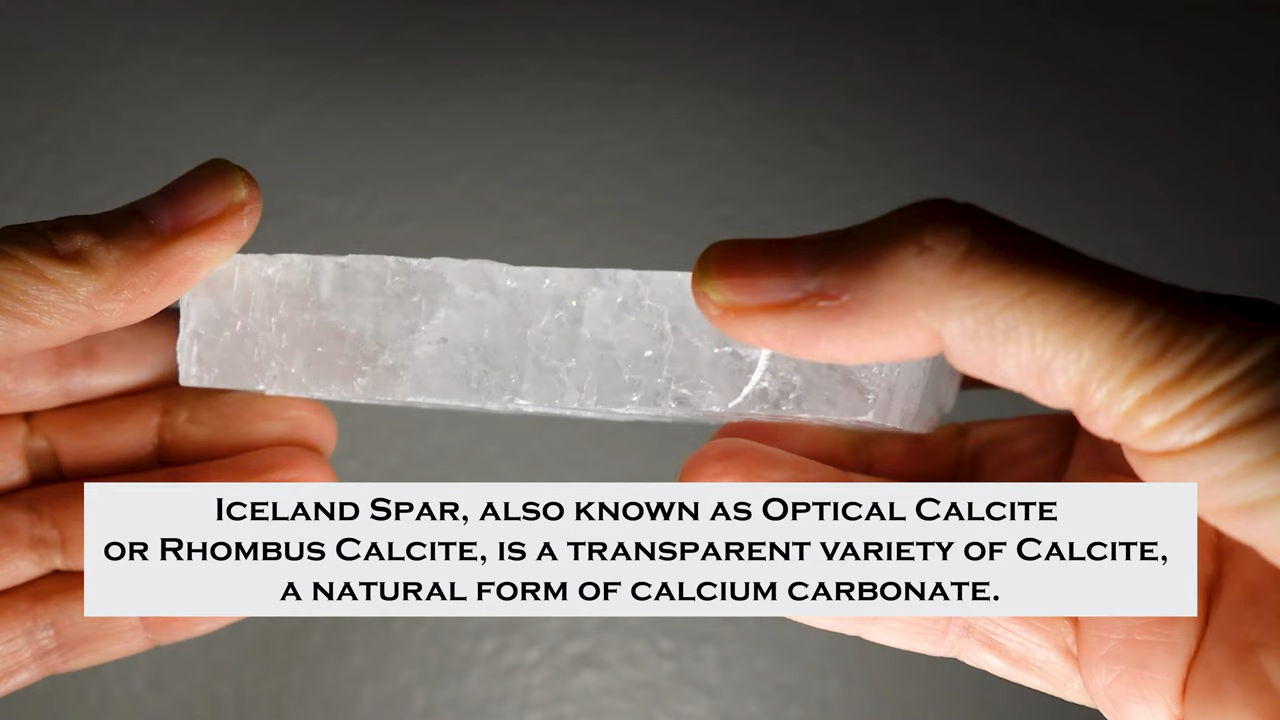 Iceland Spar, also known as Optical Calcite
or Rhombus Calcite, is a transparent variety of Calcite,
a natural form of calcium carbonate.